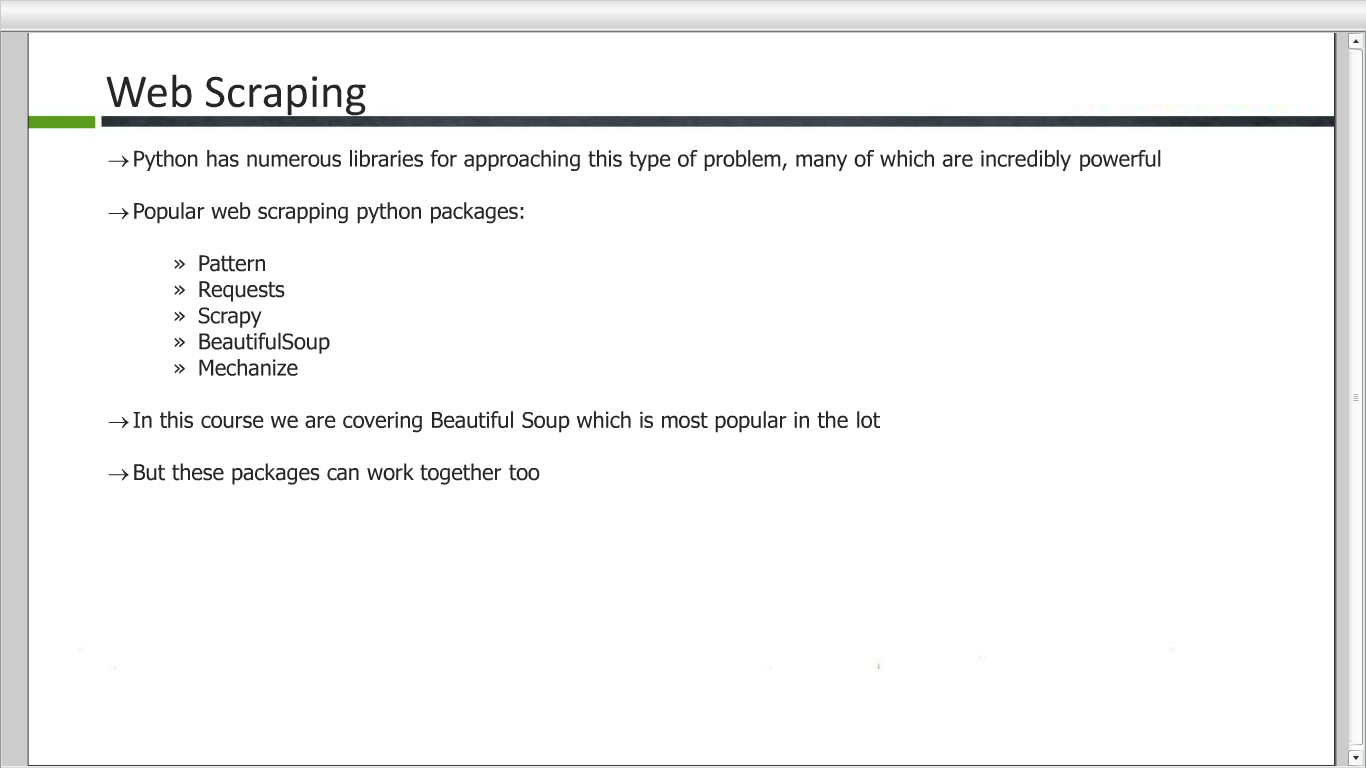 Web Scraping
→Python has numerous libraries for approaching this type of problem, many of which are incredibly powerful
→Popular web scrapping python packages:
» Pattern
» Requests
» Scrapy
» BeautifulSoup
» Mechanize
→In this course we are covering Beautiful Soup which is most popular in the lot
→But these packages can work together too